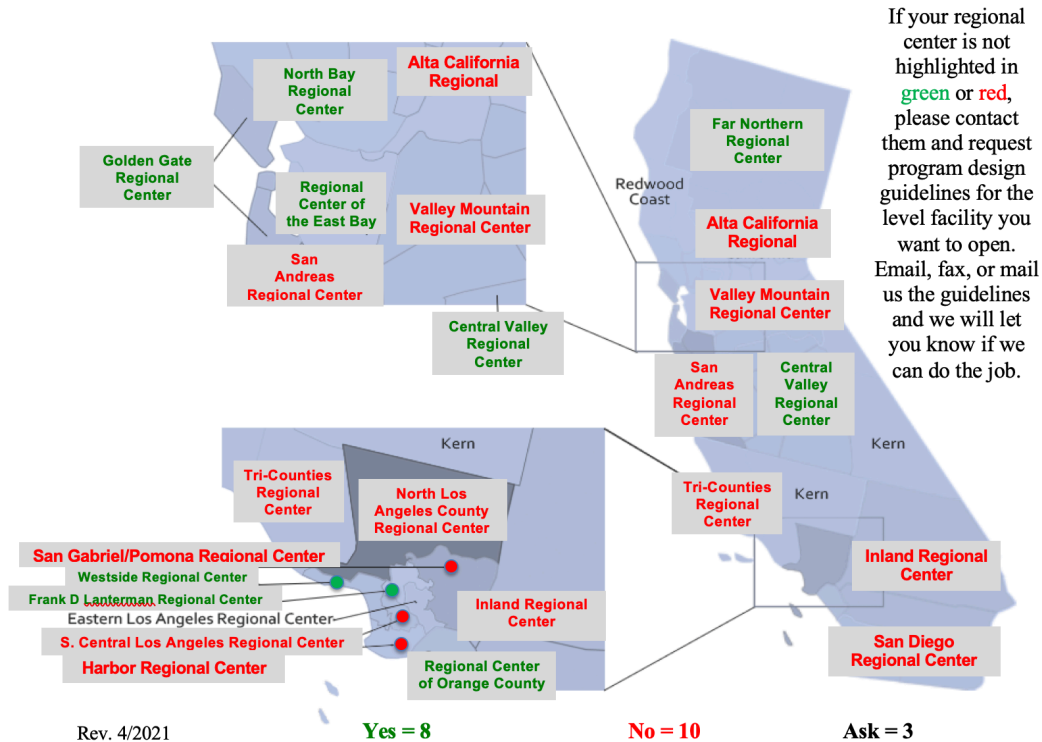 If your regional
center is not
highlighted in
green or red,
please contact
them and request
program design
guidelines for the
level facility you
want to open.
Email, fax, or mail
us the guidelines
and we will let
you know if we
can do the job.
North Bay
Regional
Center
Alta California
Regional
Golden Gate
Regional
Center
Regional
Center of
the East Bay
Valley Mountain
Regional Center
San
Andreas
Regional Center
Central Valley
Regional
Center
Far Northern
Regional
Center
Redwood
Coast
Alta California
Regional
Valley Mountain
Regional Center
San
Andreas
Regional
Center
Central
Valley
Regional
Center
Kern
Kern
Tri-Counties
Regional
Center
Inland Regional
Center
San Diego
Regional Center
Kern
Tri-Counties
Regional
Center
North Los
Angeles County
Regional Center
San Gabriel/Pomona Regional Center
Westside Regional Center
Frank D Lanterman Regional Center
Eastern Los Angeles Regional Center
S. Central Los Angeles Regional Center
Harbor Regional Center
Inland Regional
Center
Regional Center
of Orange County
Rev. 4/2021
Yes = 8
No = 10
Ask = 3